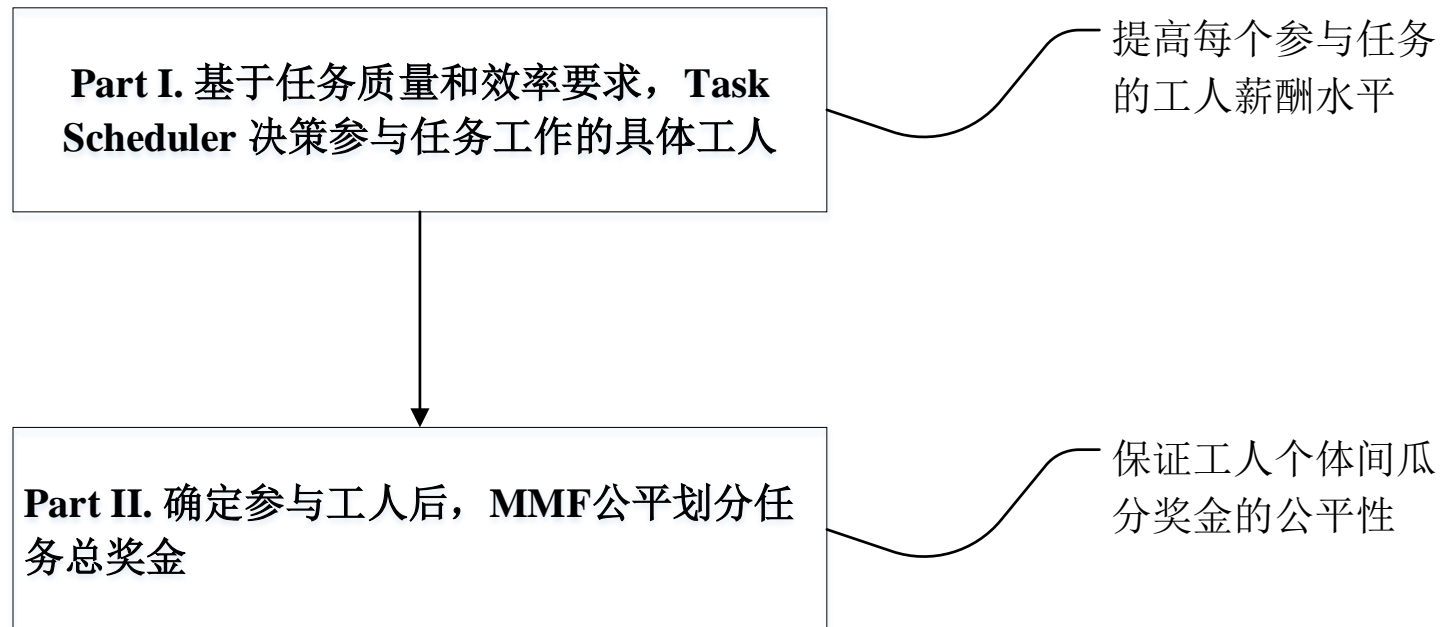 Part I. 基于任务质量和效率要求，Task
Scheduler 决策参与任务工作的具体工人
提高每个参与任务
的工人薪酬水平
Part II. 确定参与工人后，MMF公平划分任
务总奖金
保证工人个体间瓜
分奖金的公平性